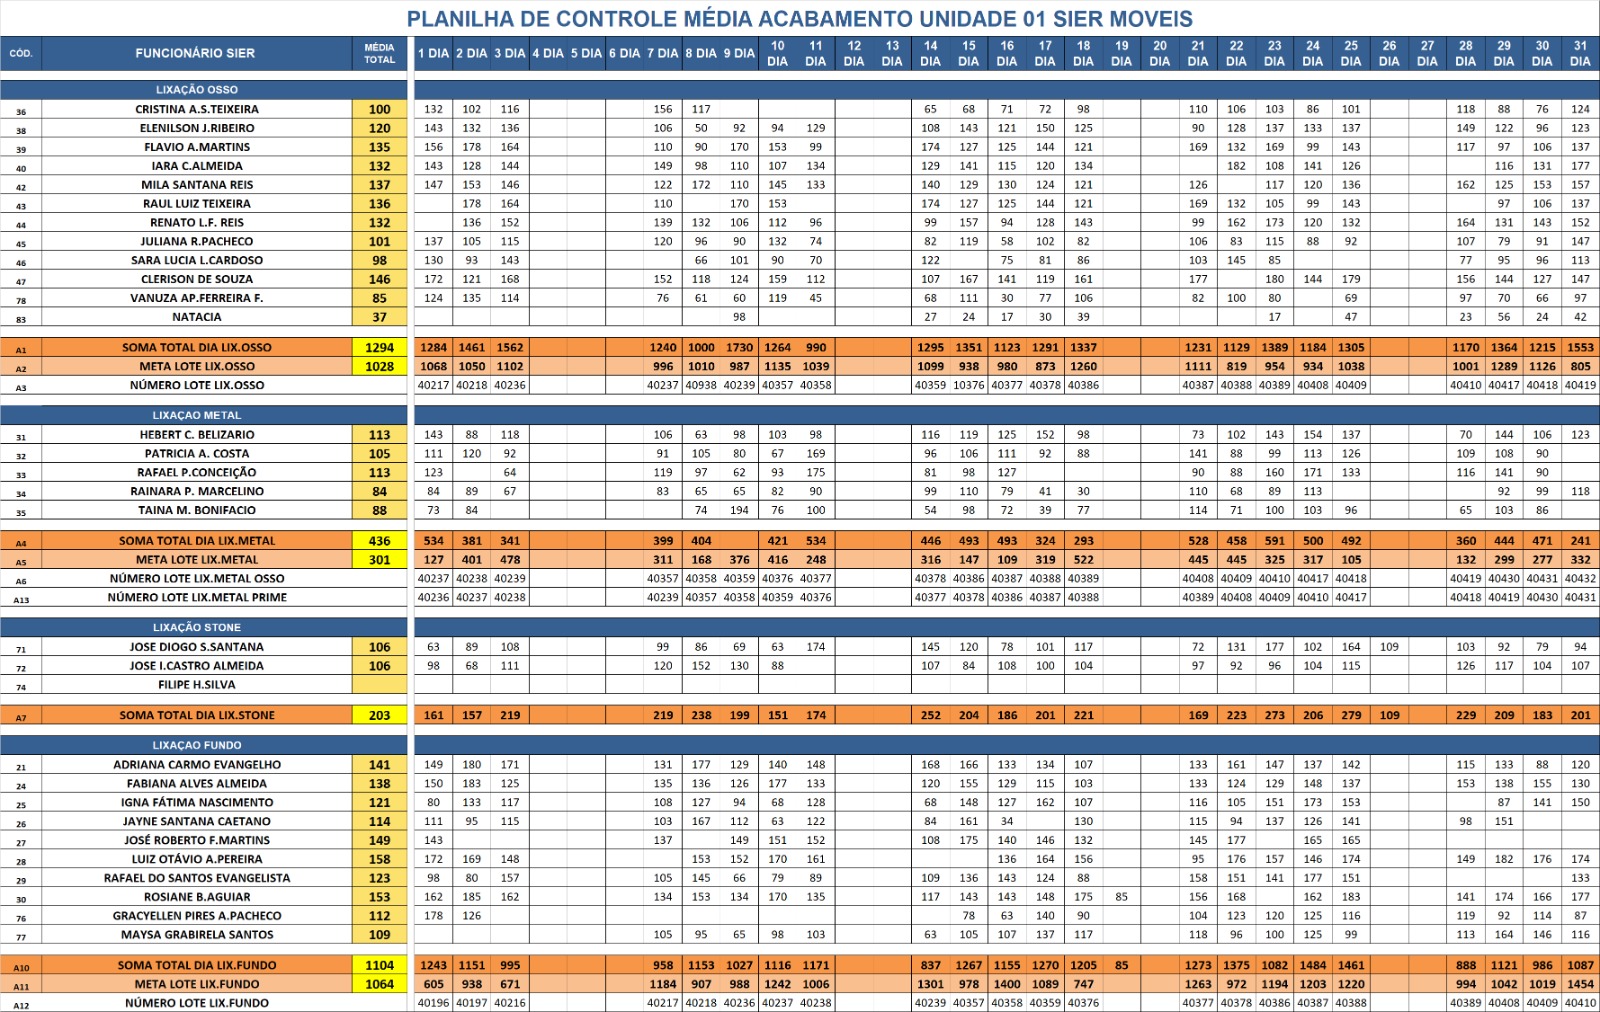 PLANILHA DE CONTROLE MÉDIA ACABAMENTO UNIDADE 01 SIER MOVEIS
CÓD. FUNCIONÁRIO SIER MÉDIA TOTAL 1 DIA 2 DIA 3 DIA 4 DIA 5 DIA 6 DIA 7 DIA 8 DIA 9 DIA 10 DIA 11 DIA 12 DIA 13 DIA 14 DIA 15 DIA 16 DIA 17 DIA 18 DIA 19 DIA 20 DIA 21 DIA 22 DIA 23 DIA 24 DIA 25 DIA 26 DIA 27 DIA 28 DIA 29 DIA 30 DIA 31 DIA
LIXAÇÃO OSSO
36 CRISTINA A.S.TEIXEIRA 100 132 102 116 156 117 65 68 71 72 98 110 106 103 86 101 118 88 76 124
38 ELENILSON J.RIBEIRO 120 143 132 136 106 50 92 94 129 108 143 121 150 125 90 128 137 133 137 149 122 96 123
39 FLAVIO A.MARTINS 135 156 178 164 110 90 170 153 99 174 127 125 144 121 169 132 169 99 143 117 97 106 137
40 IARA C.ALMEIDA 132 143 128 144 149 98 110 107 134 129 141 115 120 134 182 108 141 126 116 131 177
42 MILA SANTANA REIS 137 147 153 146 122 172 110 145 133 140 129 130 124 121 126 117 120 136 162 125 153 157
43 RAUL LUIZ TEIXEIRA 136 178 164 110 170 153 174 127 125 144 121 169 132 105 99 143 97 106 137
44 RENATO L.F. REIS 132 136 152 139 132 106 112 96 99 157 94 128 143 99 162 173 120 132 164 131 143 152
45 JULIANA R.PACHECO 101 137 105 115 120 96 90 132 74 82 119 58 102 82 106 83 115 88 92 107 79 91 147
46 SARA LUCIA L.CARDOSO 98 130 93 143 66 101 90 70 122 75 81 86 103 145 85 77 95 96 113
47 CLERISON DE SOUZA 146 172 121 168 152 118 124 159 112 107 167 141 119 161 177 180 144 179 156 144 127 147
78 VANUZA AP.FERREIRA F. 85 124 135 114 76 61 60 119 45 68 111 30 77 106 82 100 80 69 97 70 66 97
83 NATACIA 37 98 27 24 17 30 39 17 47 23 56 24 42
A1 SOMA TOTAL DIA LIX.OSSO 1294 1284 1461 1562 1240 1000 1730 1264 990 1295 1351 1123 1291 1337 1231 1129 1389 1184 1305 1170 1364 1215 1553
A2 META LOTE LIX.OSSO 1028 1068 1050 1102 996 1010 987 1135 1039 1099 938 980 873 1260 1111 819 954 934 1038 1001 1289 1126 805
A3 NÚMERO LOTE LIX.OSSO 40217 40218 40236 40237 40938 40239 40357 40358 40359 10376 40377 40378 40386 40387 40388 40389 40408 40409 40410 40417 40418 40419
LIXAÇAO METAL
31 HEBERT C. BELIZARIO 113 143 88 118 106 63 98 103 98 116 119 125 152 98 73 102 143 154 137 70 144 106 123
32 PATRICIA A. COSTA 105 111 120 92 91 105 80 67 169 96 106 111 92 88 141 88 99 113 126 109 108 90
33 RAFAEL P.CONCEIÇÃO 113 123 64 119 97 62 93 175 81 98 127 90 88 160 171 133 116 141 90
34 RAINARA P. MARCELINO 84 84 89 67 83 65 65 82 90 99 110 79 41 30 110 68 89 113 92 99 118
35 TAINA M. BONIFACIO 88 73 84 74 194 76 100 54 98 72 39 77 114 71 100 103 96 65 103 86
A4 SOMA TOTAL DIA LIX.METAL 436 534 381 341 399 404 421 534 446 493 493 324 293 528 458 591 500 492 360 444 471 241
A5 META LOTE LIX.METAL 301 127 401 478 311 168 376 416 248 316 147 109 319 522 445 445 325 317 105 132 299 277 332
A6 NÚMERO LOTE LIX.METAL OSSO 40237 40238 40239 40357 40358 40359 40376 40377 40378 40386 40387 40388 40389 40408 40409 40410 40417 40418 40419 40430 40431 40432
A13 NÚMERO LOTE LIX.METAL PRIME 40236 40237 40238 40239 40357 40358 40359 40376 40377 40378 40386 40387 40388 40389 40408 40409 40410 40417 40418 40419 40430 40431
LIXAÇÃO STONE
71 JOSE DIOGO S.SANTANA 106 63 89 108 99 86 69 63 174 145 120 78 101 117 72 131 177 102 164 109 103 92 79 94
72 JOSE I.CASTRO ALMEIDA 106 98 68 111 120 152 130 88 107 84 108 100 104 97 92 96 104 115 126 117 104 107
74 FILIPE H.SILVA
A7 SOMA TOTAL DIA LIX.STONE 203 161 157 219 219 238 199 151 174 252 204 186 201 221 169 223 273 206 279 109 229 209 183 201
LIXAÇAO FUNDO
21 ADRIANA CARMO EVANGELHO 141 149 180 171 131 177 129 140 148 168 166 133 134 107 133 161 147 137 142 115 133 88 120
24 FABIANA ALVES ALMEIDA 138 150 183 125 135 136 126 177 133 120 155 129 115 103 133 124 129 148 137 153 138 155 130
25 IGNA FÁTIMA NASCIMENTO 121 80 133 117 108 127 94 68 128 68 148 127 162 107 116 105 151 173 153 87 141 150
26 JAYNE SANTANA CAETANO 114 111 95 115 103 167 112 63 122 84 161 34 130 115 94 137 126 141 98 151
27 JOSÉ ROBERTO F.MARTINS 149 143 137 149 151 152 108 175 140 146 132 145 177 165 165
28 LUIZ OTÁVIO A.PEREIRA 158 172 169 148 153 152 170 161 136 164 156 95 176 157 146 174 149 182 176 174
29 RAFAEL DO SANTOS EVANGELISTA 123 98 80 157 105 145 66 79 89 109 136 143 124 88 158 151 141 177 151 133
30 ROSIANE B.AGUIAR 153 162 185 162 134 153 134 170 135 117 143 143 148 175 85 156 168 162 183 141 174 166 177
76 GRACYELLEN PIRES A.PACHECO 112 178 126 78 63 140 90 104 123 120 125 116 119 92 114 87
77 MAYSA GRABIRELA SANTOS 109 105 95 65 98 103 63 105 107 137 117 118 96 100 125 99 113 164 146 116
A10 SOMA TOTAL DIA LIX.FUNDO 1104 1243 1151 995 958 1153 1027 1116 1171 837 1267 1155 1270 1205 85 1273 1375 1082 1484 1461 888 1121 986 1087
A11 META LOTE LIX.FUNDO 1064 605 938 671 1184 907 988 1242 1006 1301 978 1400 1089 747 1263 972 1194 1203 1220 994 1042 1019 1454
A12 NÚMERO LOTE LIX.FUNDO 40196 40197 40216 40217 40218 40236 40237 40238 40239 40357 40358 40359 40376 40377 40378 40386 40387 40388 40389 40408 40409 40410